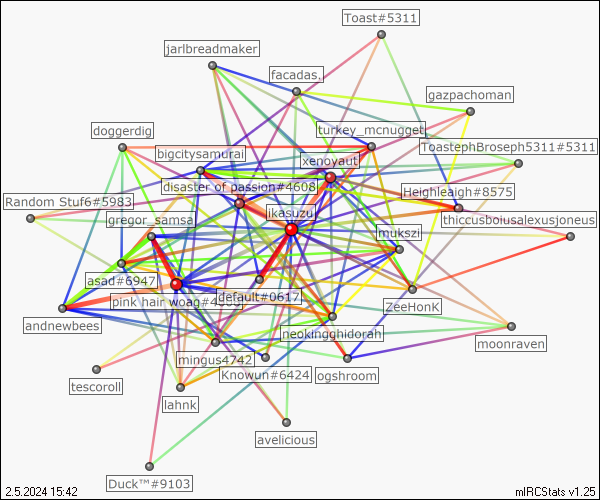 Toast#5311
jarlbreadmaker
facadas.
gazpachoman
doggerdig
turkey_mcnugget
ToastephBroseph5311#5311
bigcitysamurai
xenoyaut
disaster of passion#4608
Heighleaigh#8575
Random Stuf6#5983
ikasuzu
gregor_samsa
thiccusboiusalexusjoneus
mukszi
asad#6947
pink hair woag#4
default#0617
ZeeHonK
andnewbees
neokingghidorah
moonraven
mingus4742
Knowun#6424
ogshroom
tescoroll
lahnk
avelicious
Duck™#9103
2.5.2024 15:42
mIRCStats v1.25